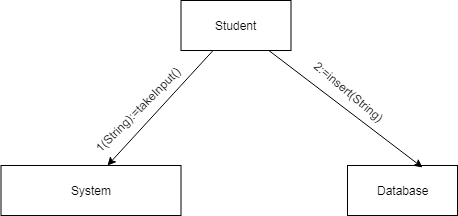 Student
1(String):=takeInput()
2:=insert(String)
System
Database